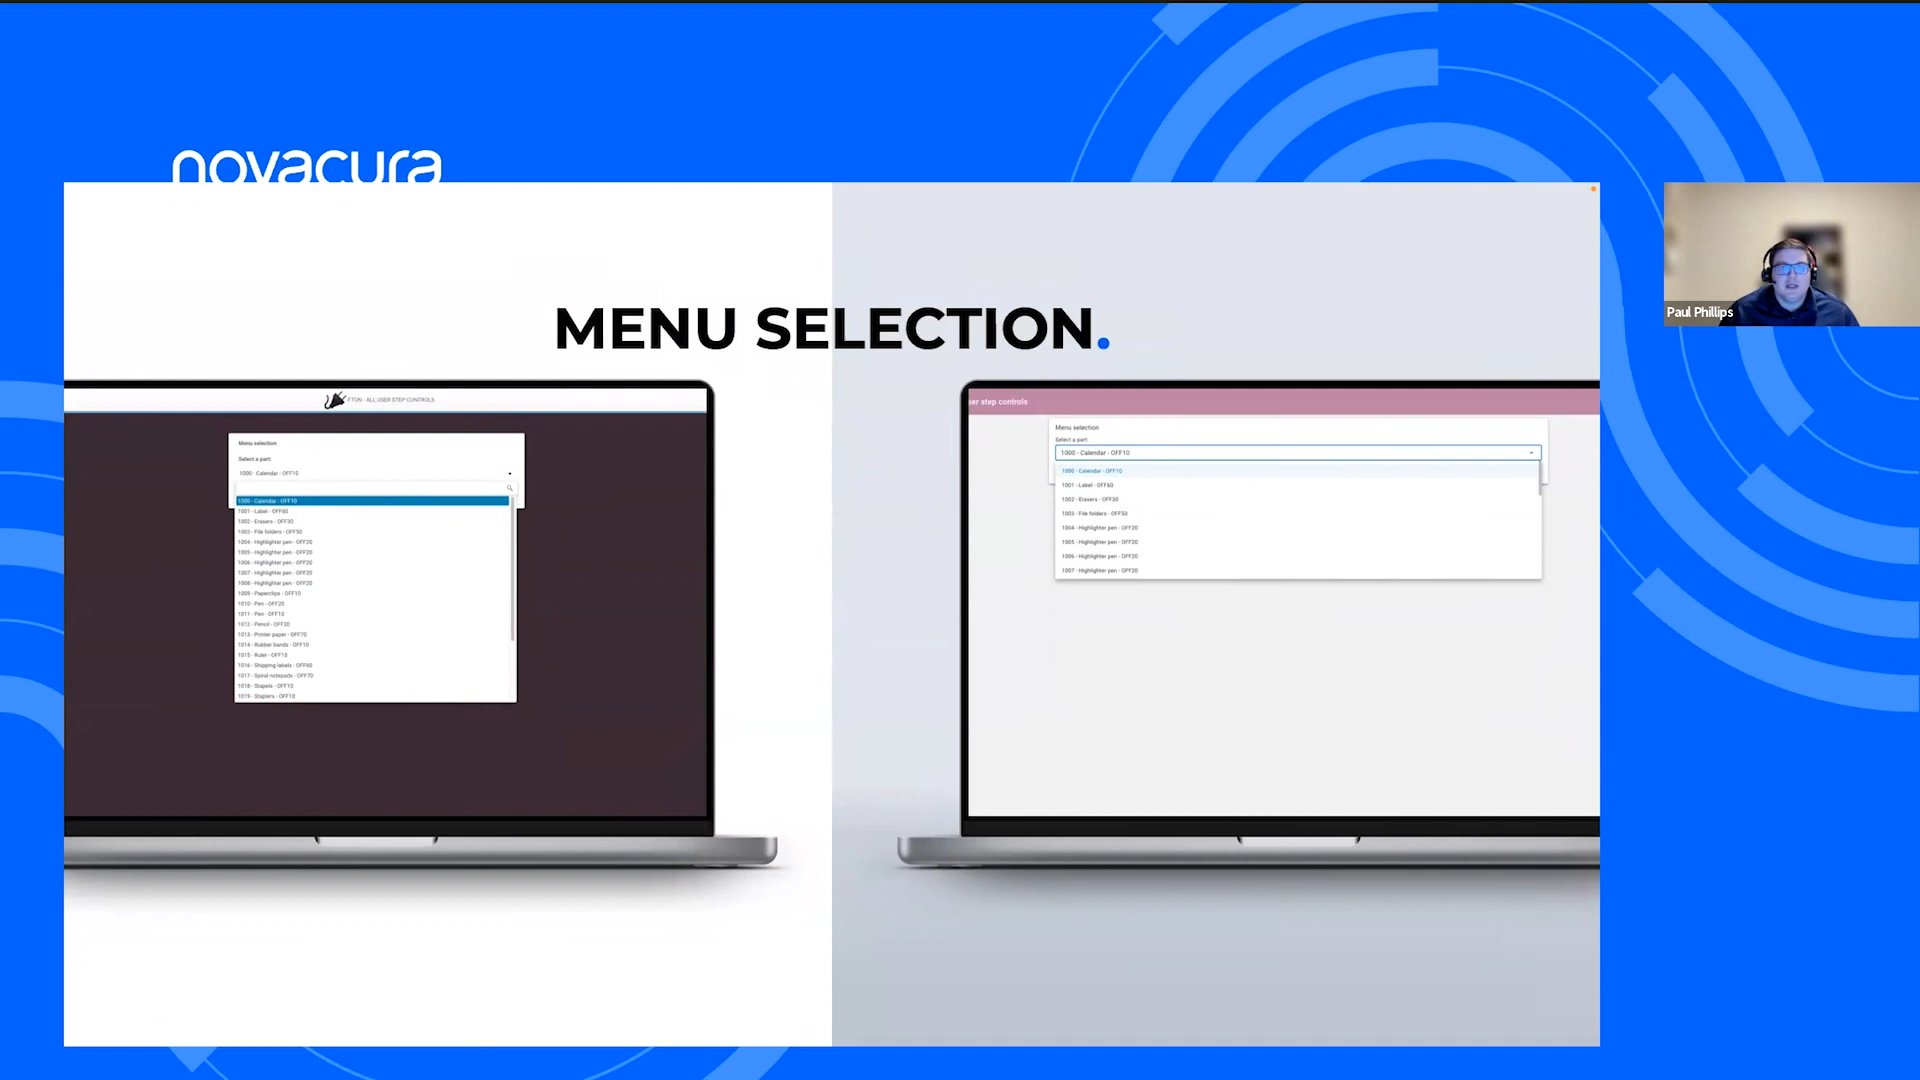 novacura
MENU SELECTION.
Paul Phillips
FTON - ALL USER STEP CONTROLS
Menu selection
Select a part:
1000 - Calendar - OFF10
1000 - Calendar - OFF10
1001 - Label - OFF60
1002 - Erasers - OFF30
1003 - File folders - OFF50
1004 - Highlighter pen - OFF20
1005 - Highlighter pen - OFF20
1006 - Highlighter pen - OFF20
1007 - Highlighter pen - OFF20
1008 - Highlighter pen - OFF20
1009 - Paperclips - OFF10
1010 - Pen - OFF20
1011 - Pen - OFF10
1012 - Pencil - OFF20
1013 - Printer paper - OFF70
1014 - Rubber bands - OFF10
1015 - Ruler - OFF10
1016 - Shipping labels - OFF60
1017 - Spiral notepads - OFF70
1018 - Stapels - OFF10
1019 - Staplers - OFF10
ser step controls
Menu selection
Select a part:
1000 - Calendar - OFF10
1000 - Calendar - OFF10
1001 - Label - OFF60
1002 - Erasers - OFF30
1003 - File folders - OFF50
1004 - Highlighter pen - OFF20
1005 - Highlighter pen - OFF20
1006 - Highlighter pen - OFF20
1007 - Highlighter pen - OFF20